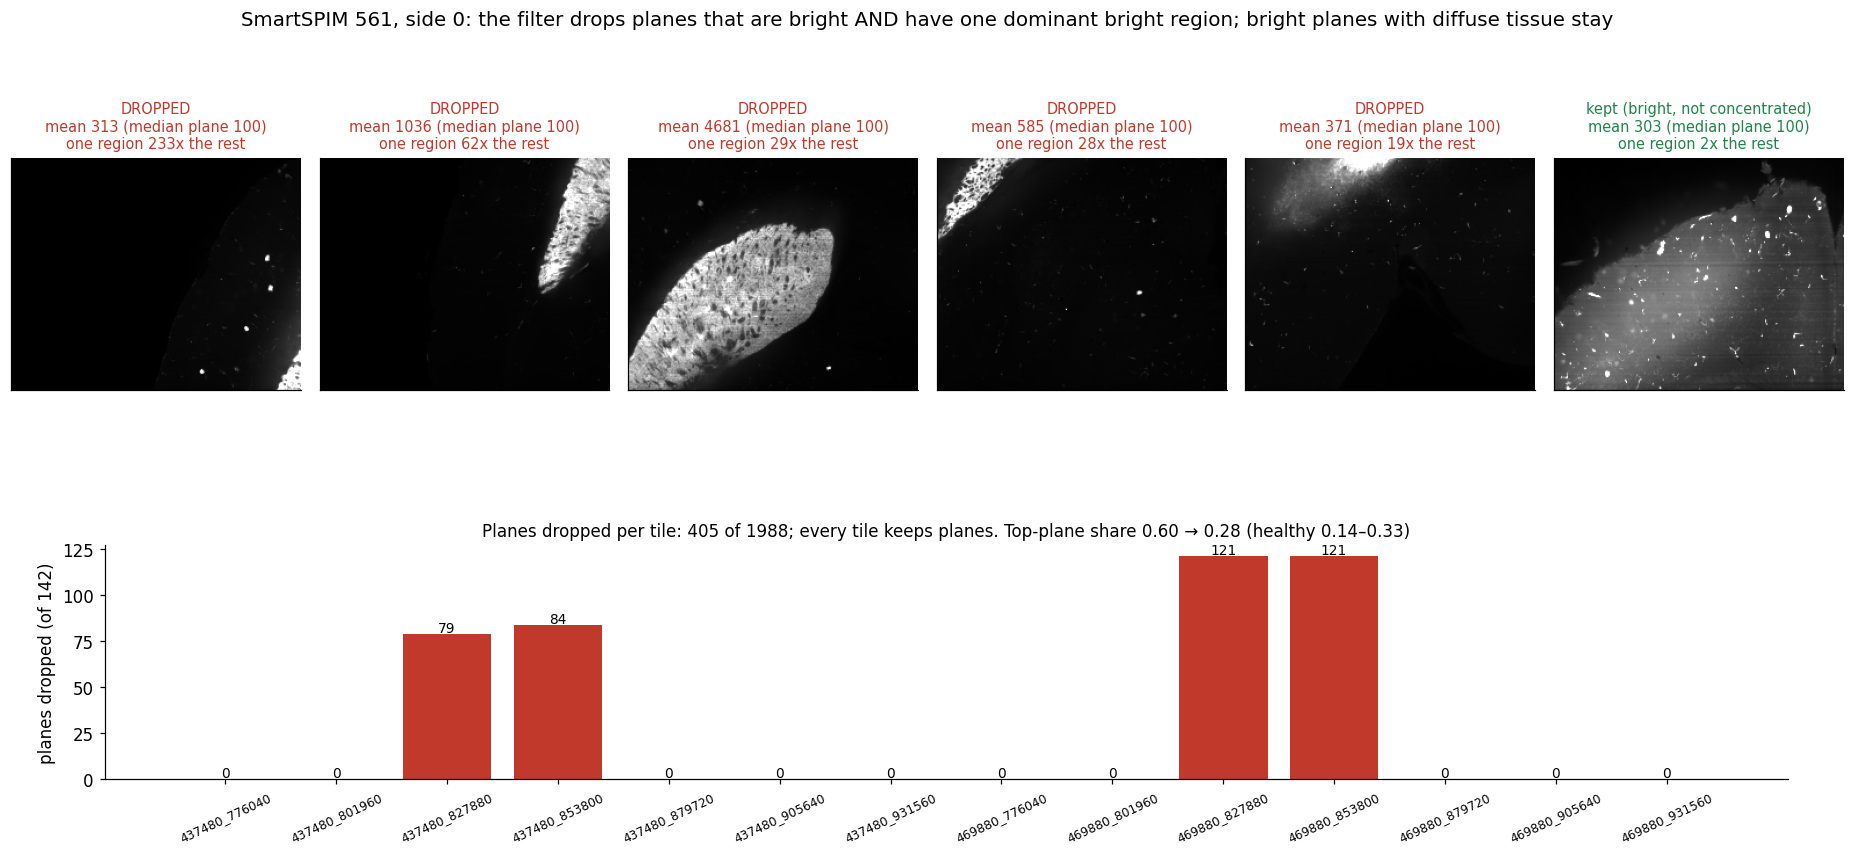 SmartSPIM 561, side 0: the filter drops planes that are bright AND have one dominant bright region; bright planes with diffuse tissue stay
DROPPED
mean 313 (median plane 100)
one region 233x the rest
DROPPED
mean 1036 (median plane 100)
one region 62x the rest
DROPPED
mean 4681 (median plane 100)
one region 29x the rest
DROPPED
mean 585 (median plane 100)
one region 28x the rest
DROPPED
mean 371 (median plane 100)
one region 19x the rest
kept (bright, not concentrated)
mean 303 (median plane 100)
one region 2x the rest
Planes dropped per tile: 405 of 1988; every tile keeps planes. Top-plane share 0.60 → 0.28 (healthy 0.14–0.33)
planes dropped (of 142)
125
100
75
50
25
0
0
0
79
84
0
0
0
0
0
121
121
0
0
0
437480_776040
437480_801960
437480_827880
437480_853800
437480_879720
437480_905640
437480_931560
469880_776040
469880_801960
469880_827880
469880_853800
469880_879720
469880_905640
469880_931560